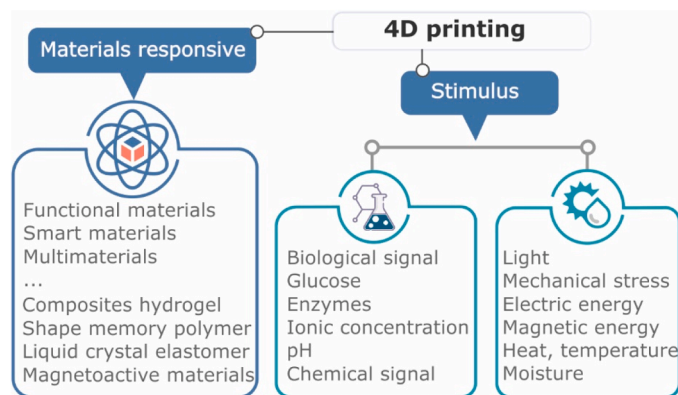 4D printing
Materials responsive
Stimulus
Functional materials
Smart materials
Multimaterials
...
Composites hydrogel
Shape memory polymer
Liquid crystal elastomer
Magnetoactive materials
Biological signal
Glucose
Enzymes
Ionic concentration
pH
Chemical signal
Light
Mechanical stress
Electric energy
Magnetic energy
Heat, temperature
Moisture